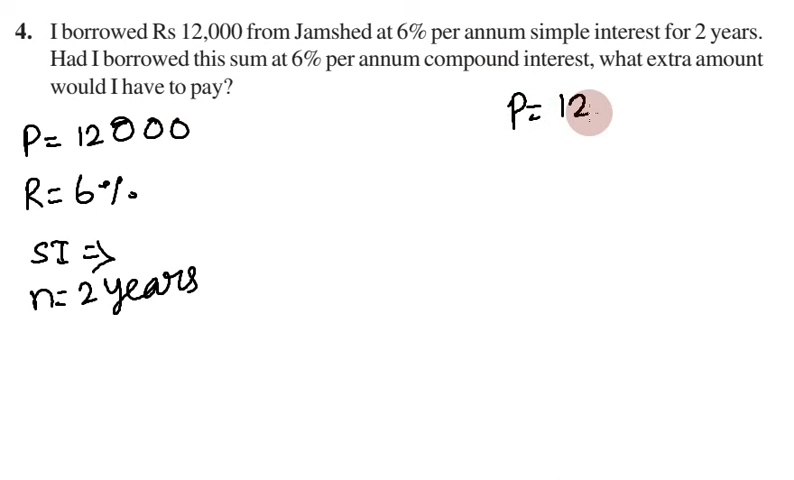 4. I borrowed Rs 12,000 from Jamshed at 6% per annum simple interest for 2 years.
Had I borrowed this sum at 6% per annum compound interest, what extra amount
would I have to pay?
P= 12000
R= 6%.
SI ⇒
n= 2 years
P= 12